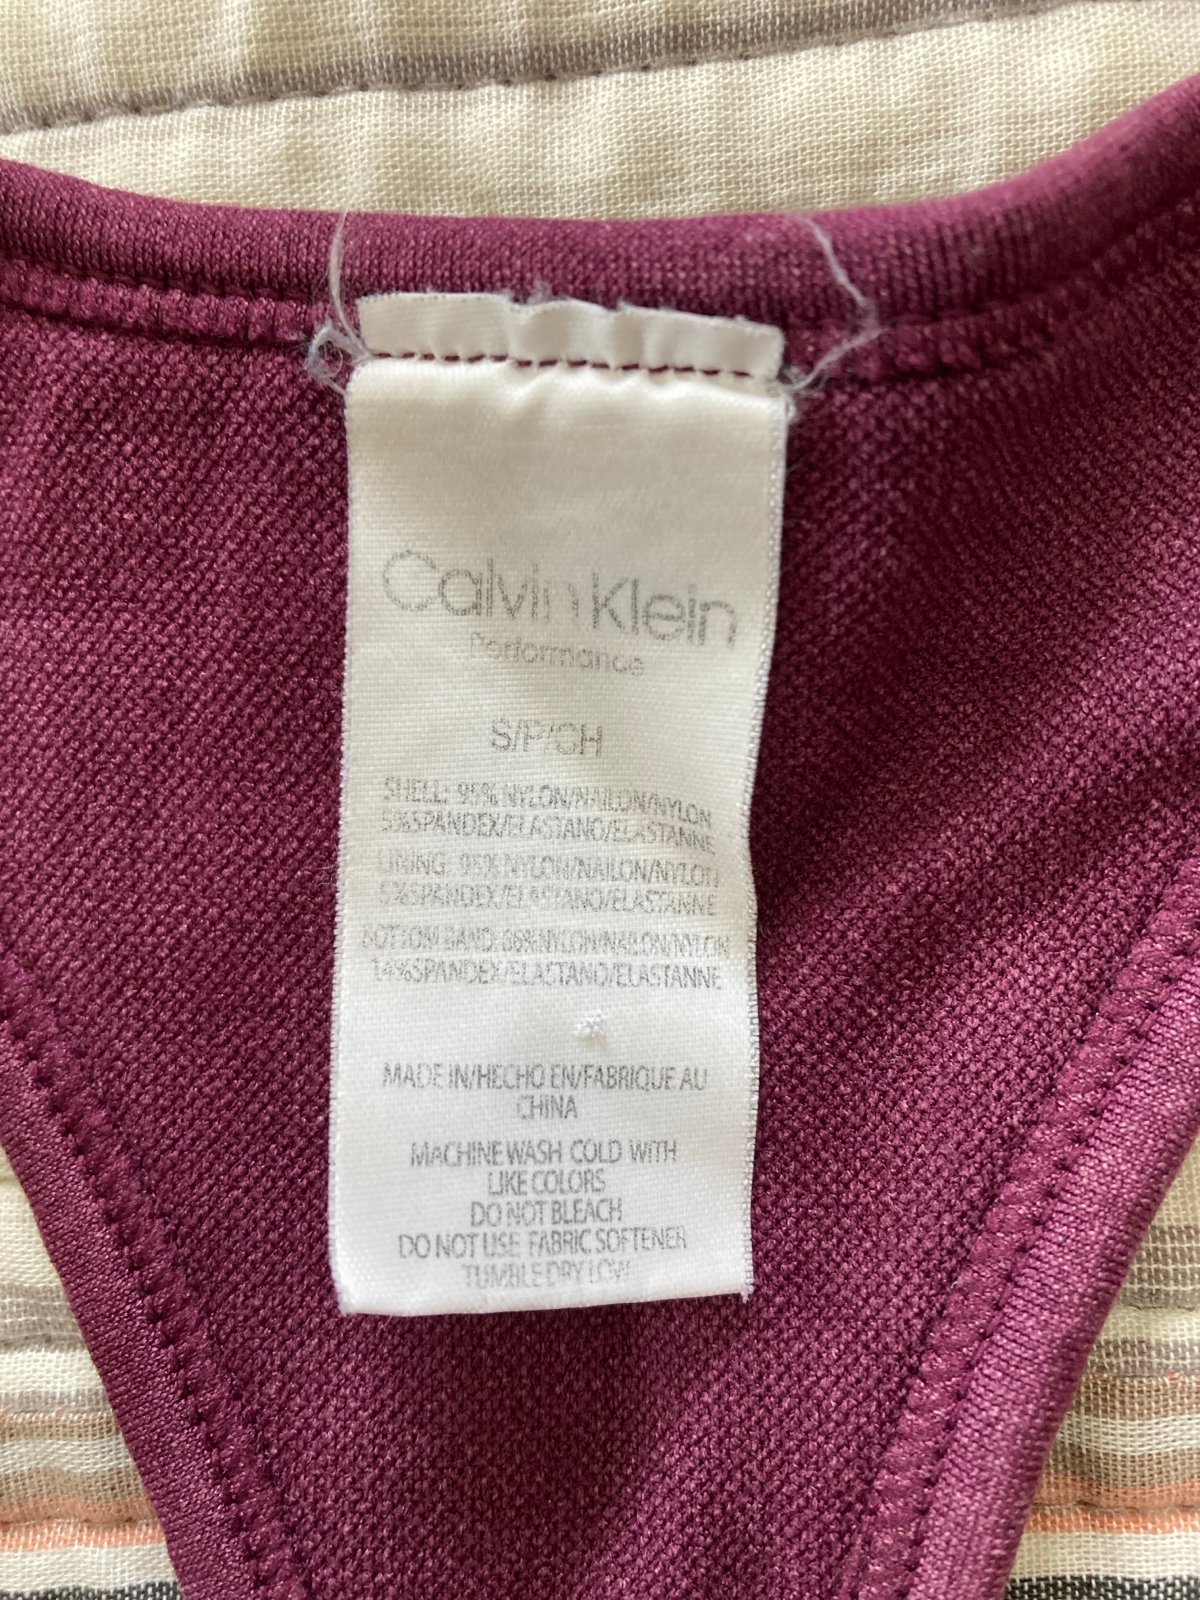 Calvin Klein
Performance
S/P/CH
SHELL: 95% NYLON/NAILON/NYLON
5%SPANDEX/ELASTANO/ELASTANNE
LINING: 95% NYLON/NAILON/NYLON
5%SPANDEX/ELASTANO/ELASTANNE
BOTTOM BAND: 86%NYLON/NAILON/NYLON
14%SPANDEX/ELASTANO/ELASTANNE
MADE IN/HECHO EN/FABRIQUE AU
CHINA
MACHINE WASH COLD WITH
LIKE COLORS
DO NOT BLEACH
DO NOT USE FABRIC SOFTENER
TUMBLE DRY LOW